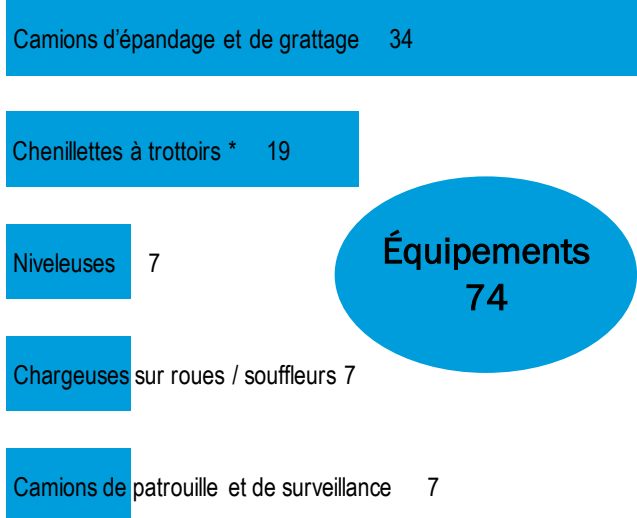 Camions d'épandage et de grattage 34
Chenillettes à trottoirs * 19
Niveleuses 7
Équipements
74
Chargeuses sur roues / souffleurs 7
Camions de patrouille et de surveillance 7